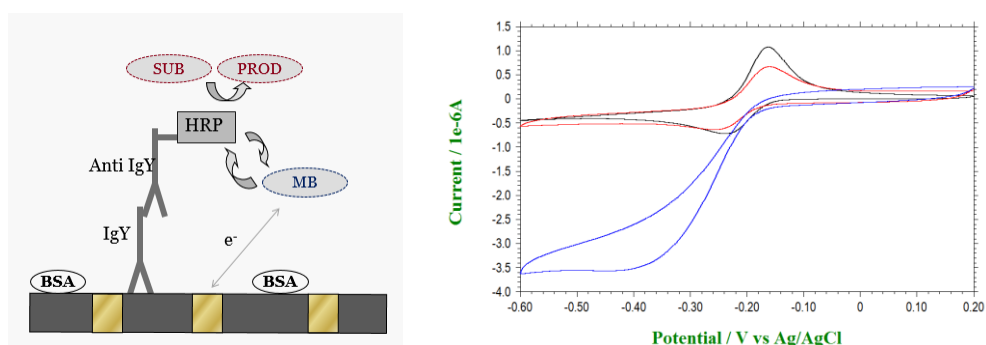 SUB PROD
HRP
Anti IgY
MB
IgY
e-
BSA BSA
Current / 1e-6A
1.5
1.0
0.5
0
-0.5
-1.0
-1.5
-2.0
-2.5
-3.0
-3.5
-4.0
-0.60 -0.50 -0.40 -0.30 -0.20 -0.10 0 0.10 0.20
Potential / V vs Ag/AgCl